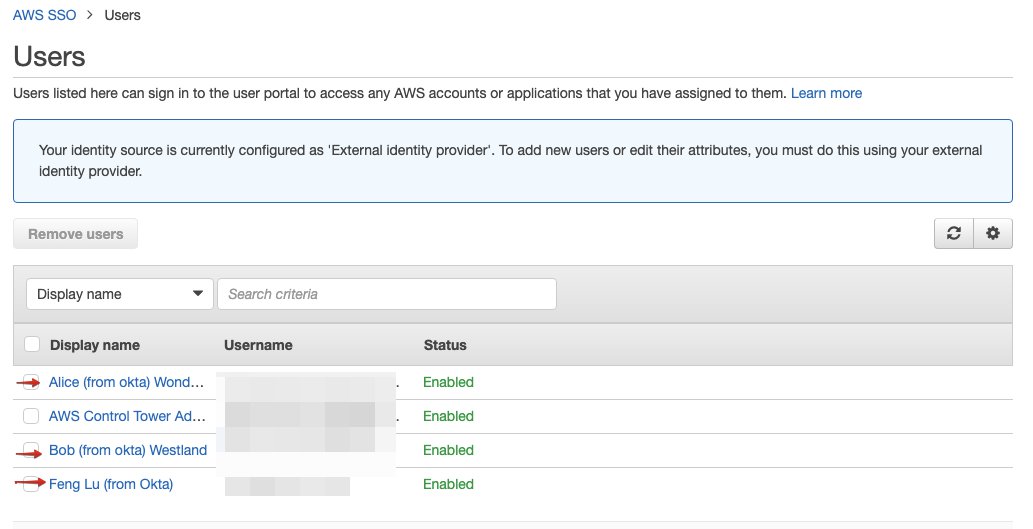 AWS SSO > Users
Users
Users listed here can sign in to the user portal to access any AWS accounts or applications that you have assigned to them. Learn more
Your identity source is currently configured as 'External identity provider'. To add new users or edit their attributes, you must do this using your external
identity provider.
Remove users
Display name Search criteria
Display name Username Status
Alice (from okta) Wond... Enabled
AWS Control Tower Ad... Enabled
Bob (from okta) Westland Enabled
Feng Lu (from Okta) Enabled